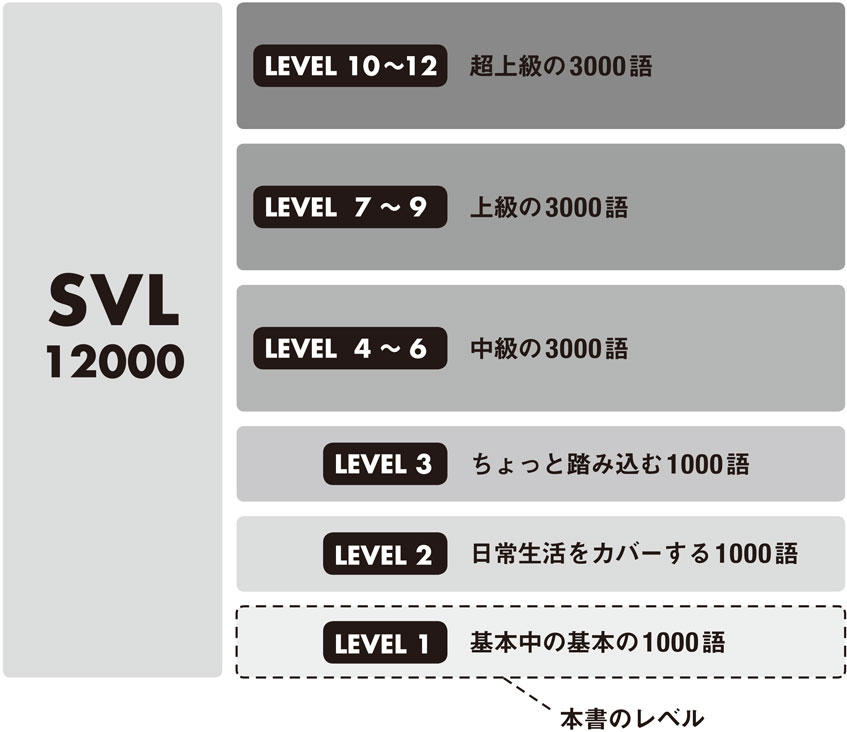 SVL
12000
LEVEL 10〜12 超上級の3000語
LEVEL 7〜9 上級の3000語
LEVEL 4〜6 中級の3000語
LEVEL 3 ちょっと踏み込む1000語
LEVEL 2 日常生活をカバーする1000語
LEVEL 1 基本中の基本の1000語
本書のレベル